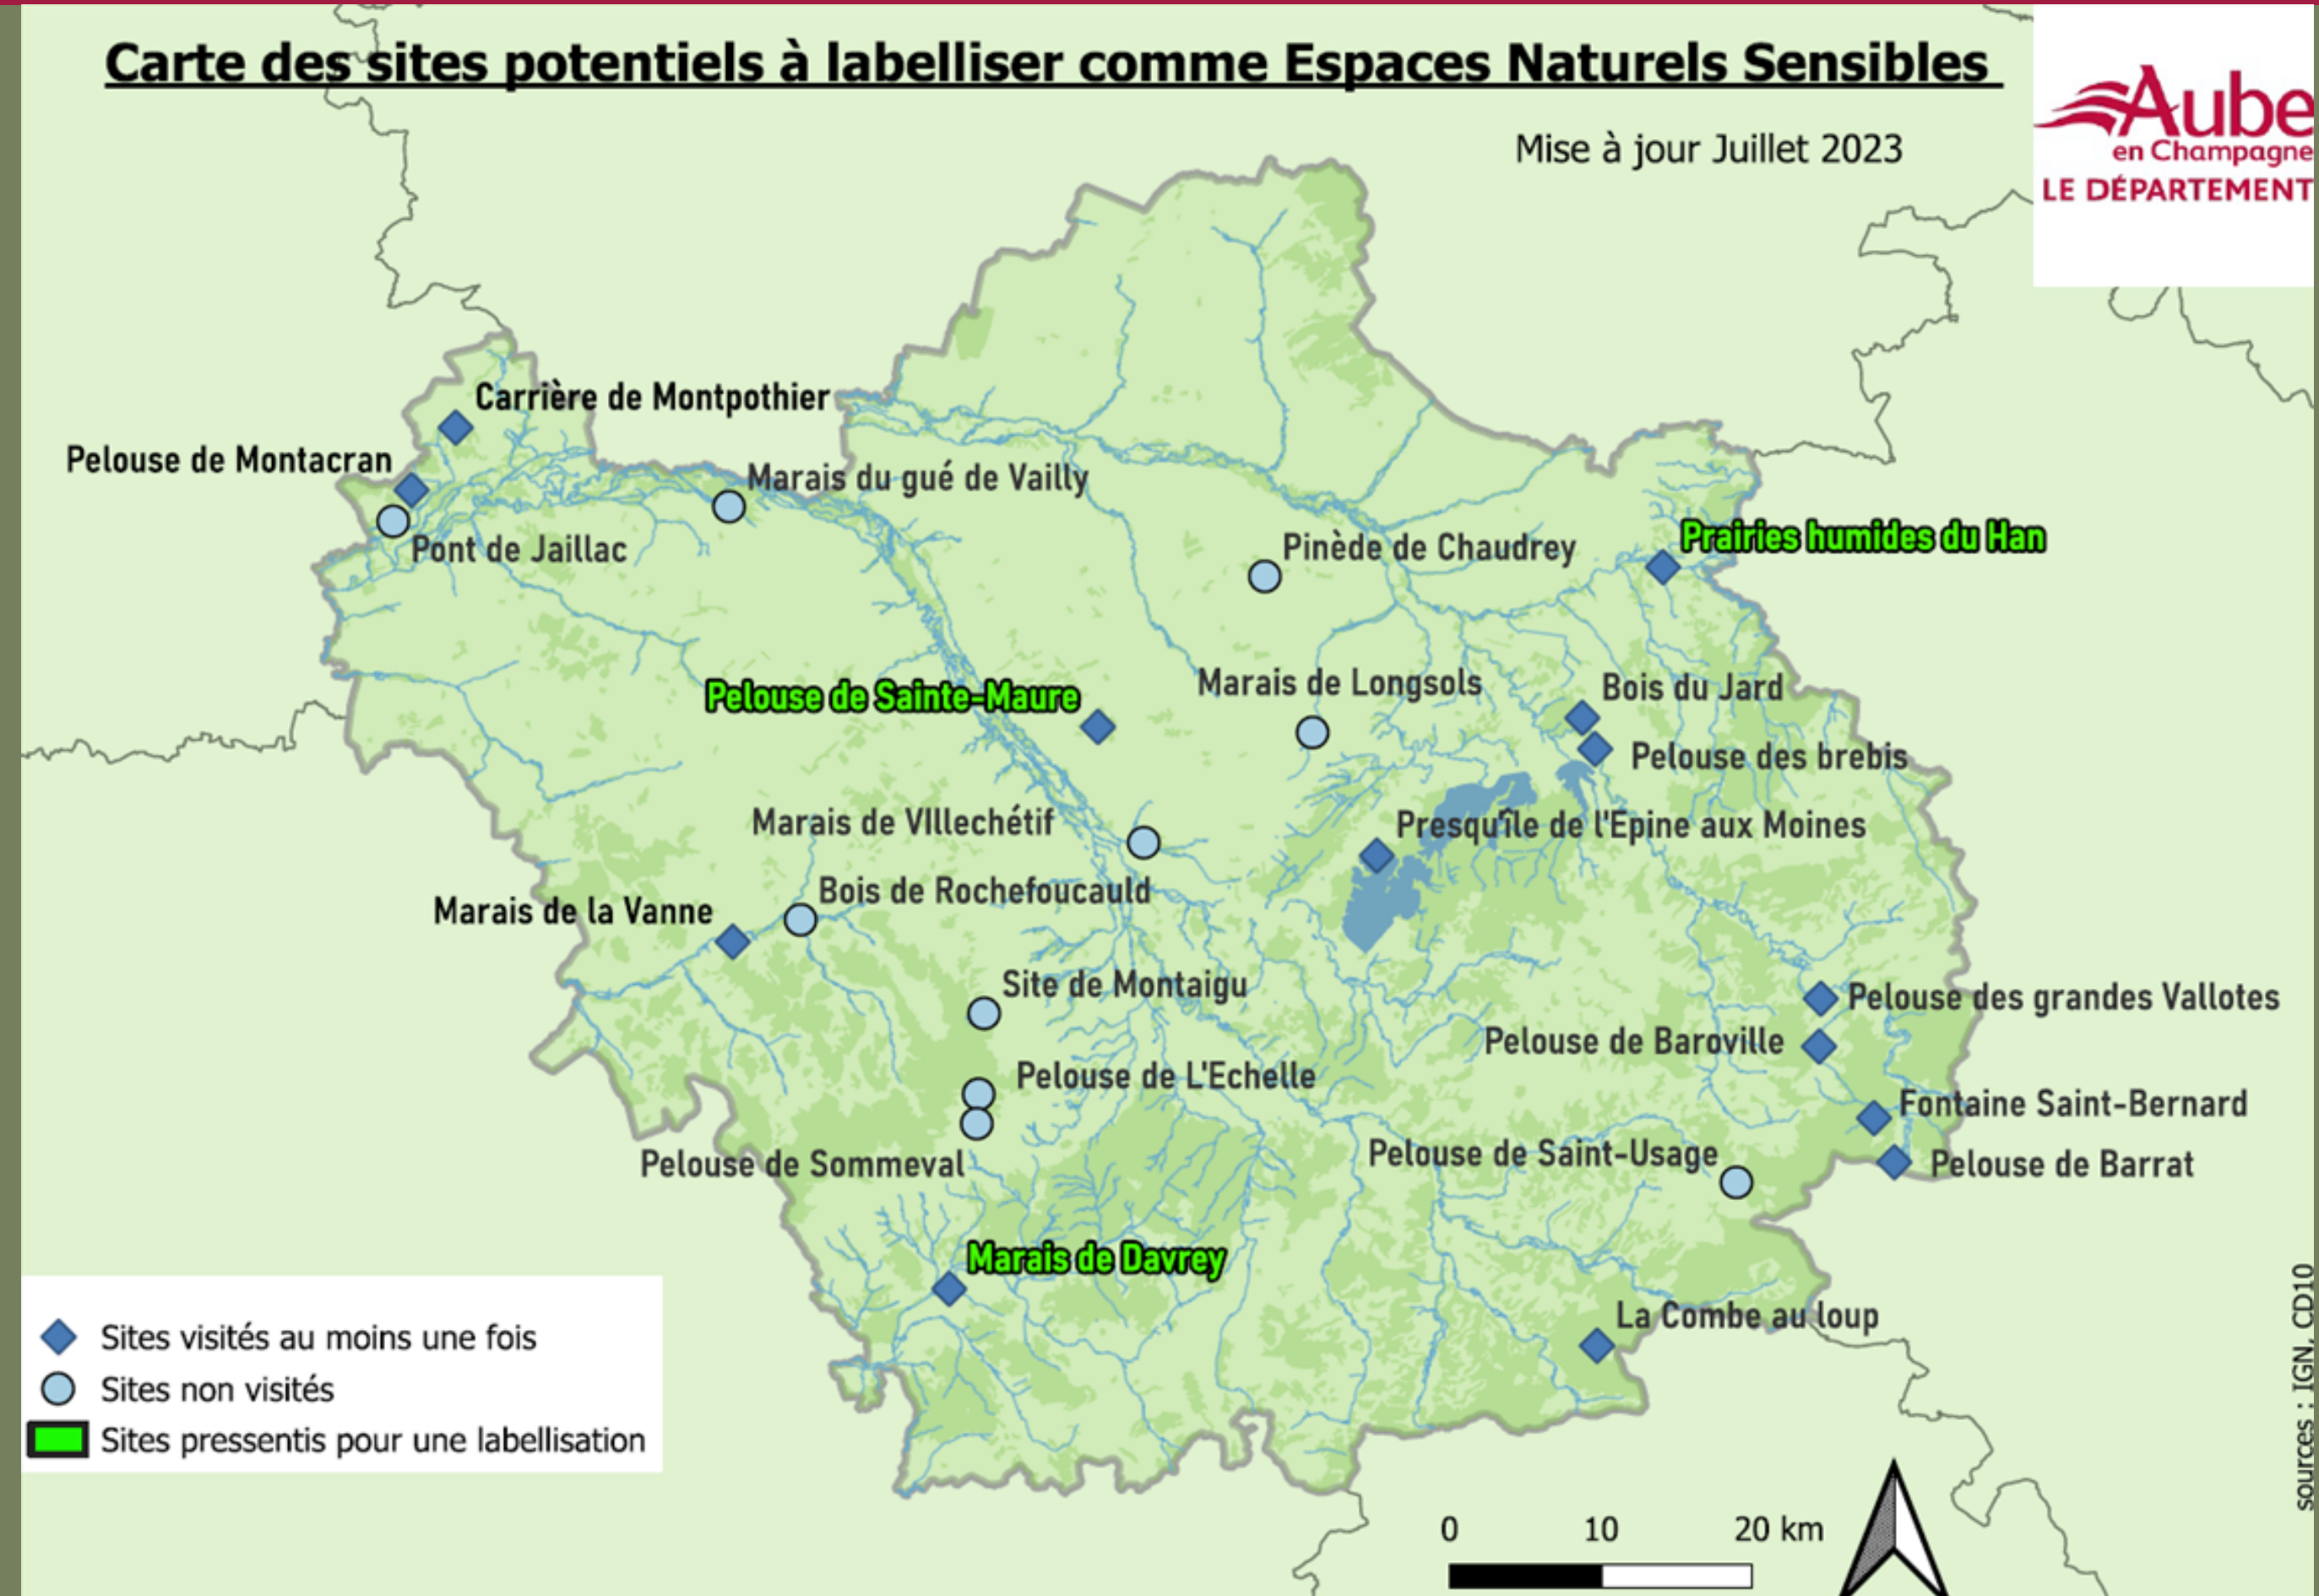 Carte des sites potentiels à labelliser comme Espaces Naturels Sensibles
Mise à jour Juillet 2023
Aube
en Champagne
LE DÉPARTEMENT
Carrière de Montpothier
Pelouse de Montacran
Marais du gué de Vailly
Pont de Jaillac
Prairies humides du Han
Pinède de Chaudrey
Pelouse de Sainte-Maure
Marais de Longsols
Bois du Jard
Pelouse des brebis
Marais de VIllechétif
Presqu'île de l'Epine aux Moines
Bois de Rochefoucauld
Marais de la Vanne
Site de Montaigu
Pelouse des grandes Vallotes
Pelouse de Baroville
Pelouse de L'Echelle
Fontaine Saint-Bernard
Pelouse de Saint-Usage
Pelouse de Sommeval
Pelouse de Barrat
Marais de Davrey
La Combe au loup
Sites visités au moins une fois
Sites non visités
Sites pressentis pour une labellisation
0 10 20 km
sources : IGN, CD10